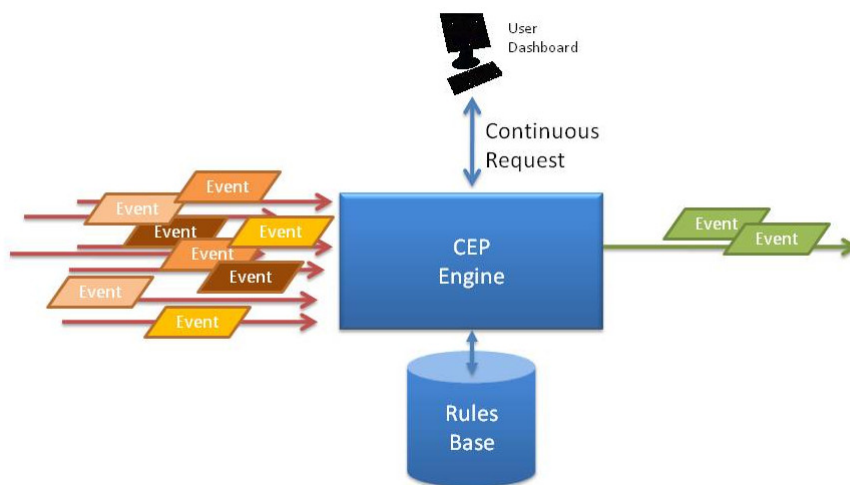 User
Dashboard
Continuous
Request
Event
Event
Event
Event
Event
Event
Event
Event
CEP
Engine
Event
Event
Rules
Base